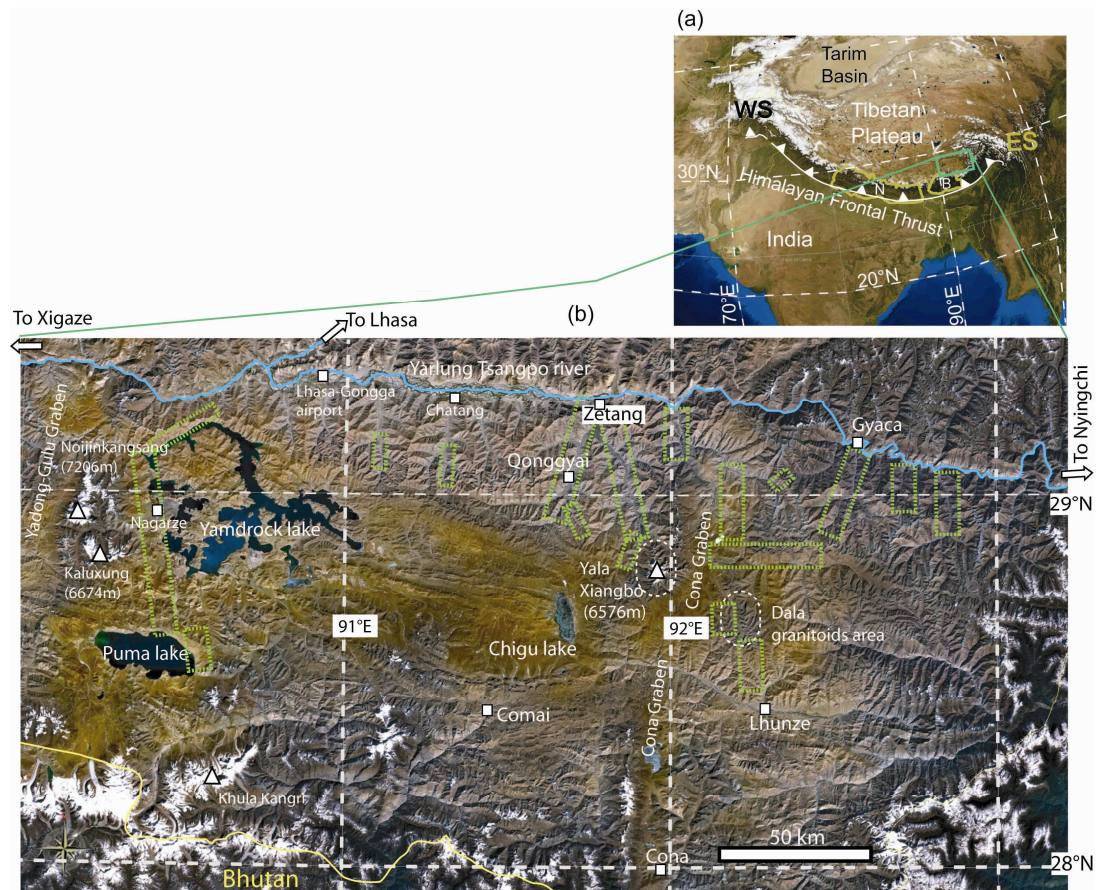 (a)
Tarim
Basin
WS
Tibetan
Plateau
ES
30°N
N
B
Himalayan Frontal Thrust
India
20°N
70°E
90°E
(b)
To Xigaze
To Lhasa
Yarlung Tsangpo river
Lhasa-Gongga
airport
Chatang
Zetang
Gyaca
To Nyingchi
Yadong-Gulu Graben
Noijinkangsang
(7206m)
Qonggyai
29°N
Nagarze
Yamdrock lake
Kaluxung
(6674m)
Cona Graben
Yala
Xiangbo
(6576m)
91°E
92°E
Dala
granitoids area
Puma lake
Chigu lake
Cona Graben
Comai
Lhunze
Khula Kangri
50 km
Cona
28°N
Bhutan